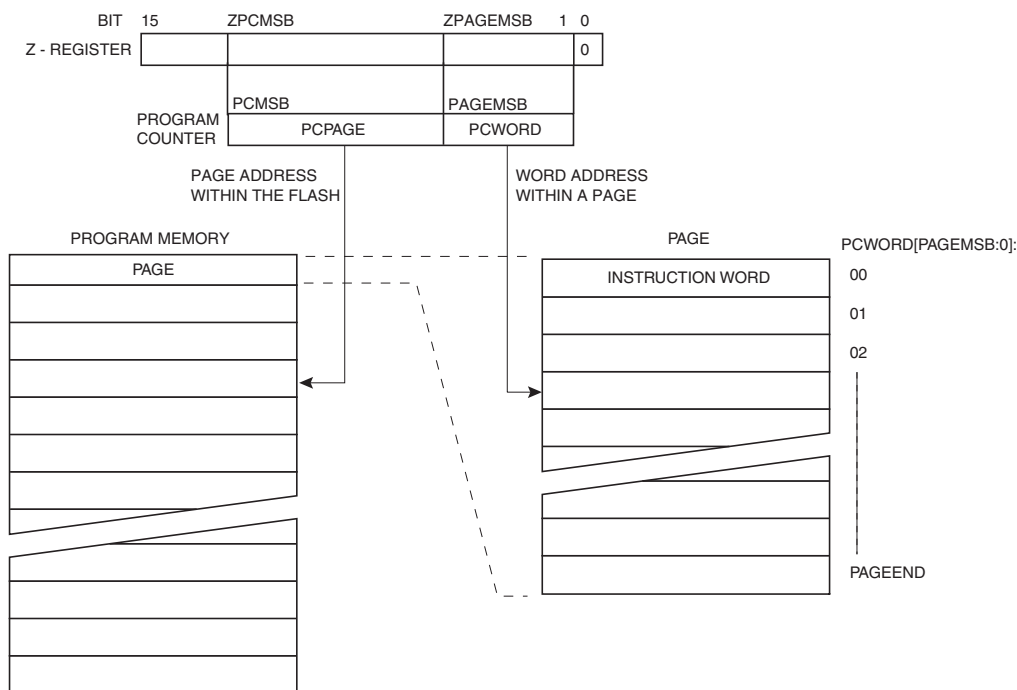 BIT 15 ZPCMSB ZPAGEMSB 1 0
Z - REGISTER 0
PCMSB PAGEMSB
PROGRAM
COUNTER
PCPAGE PCWORD
PAGE ADDRESS
WITHIN THE FLASH
WORD ADDRESS
WITHIN A PAGE
PROGRAM MEMORY
PAGE
PAGE
INSTRUCTION WORD
PCWORD[PAGEMSB:0]:
00
01
02
PAGEEND